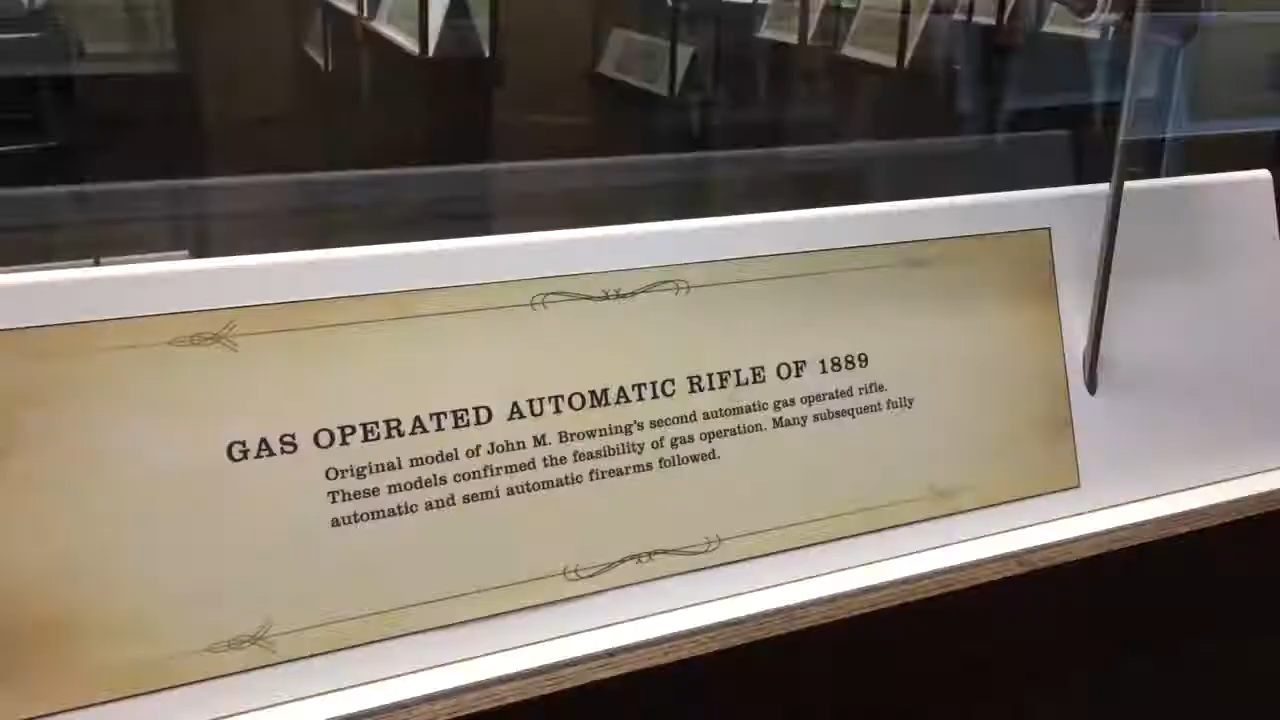 GAS OPERATED AUTOMATIC RIFLE OF 1889
Original model of John M. Browning's second automatic gas operated rifle.
These models confirmed the feasibility of gas operation. Many subsequent fully
automatic and semi automatic firearms followed.